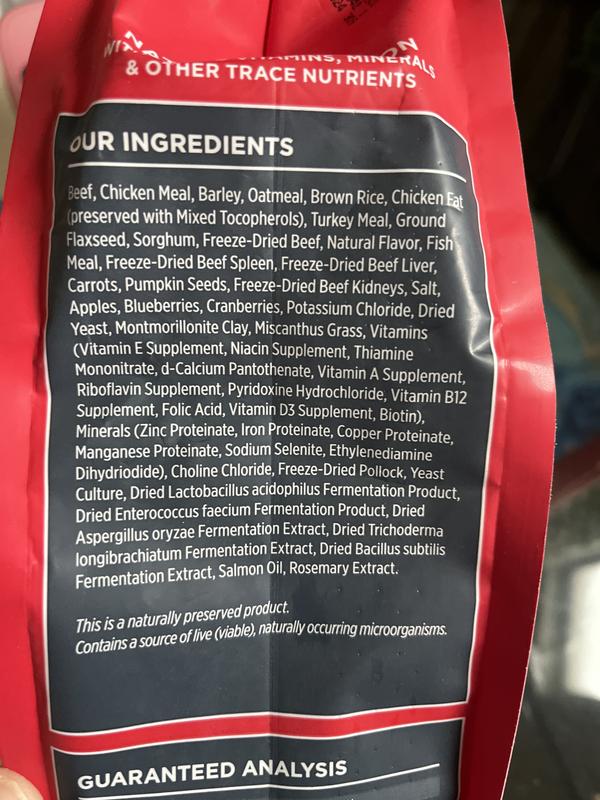 VITAMINS, MINERALS
& OTHER TRACE NUTRIENTS
OUR INGREDIENTS
Beef, Chicken Meal, Barley, Oatmeal, Brown Rice, Chicken Fat
(preserved with Mixed Tocopherols), Turkey Meal, Ground
Flaxseed, Sorghum, Freeze-Dried Beef, Natural Flavor, Fish
Meal, Freeze-Dried Beef Spleen, Freeze-Dried Beef Liver,
Carrots, Pumpkin Seeds, Freeze-Dried Beef Kidneys, Salt,
Apples, Blueberries, Cranberries, Potassium Chloride, Dried
Yeast, Montmorillonite Clay, Miscanthus Grass, Vitamins
(Vitamin E Supplement, Niacin Supplement, Thiamine
Mononitrate, d-Calcium Pantothenate, Vitamin A Supplement,
Riboflavin Supplement, Pyridoxine Hydrochloride, Vitamin B12
Supplement, Folic Acid, Vitamin D3 Supplement, Biotin),
Minerals (Zinc Proteinate, Iron Proteinate, Copper Proteinate,
Manganese Proteinate, Sodium Selenite, Ethylenediamine
Dihydriodide), Choline Chloride, Freeze-Dried Pollock, Yeast
Culture, Dried Lactobacillus acidophilus Fermentation Product,
Dried Enterococcus faecium Fermentation Product, Dried
Aspergillus oryzae Fermentation Extract, Dried Trichoderma
longibrachiatum Fermentation Extract, Dried Bacillus subtilis
Fermentation Extract, Salmon Oil, Rosemary Extract.
This is a naturally preserved product.
Contains a source of live (viable), naturally occurring microorganisms.
GUARANTEED ANALYSIS